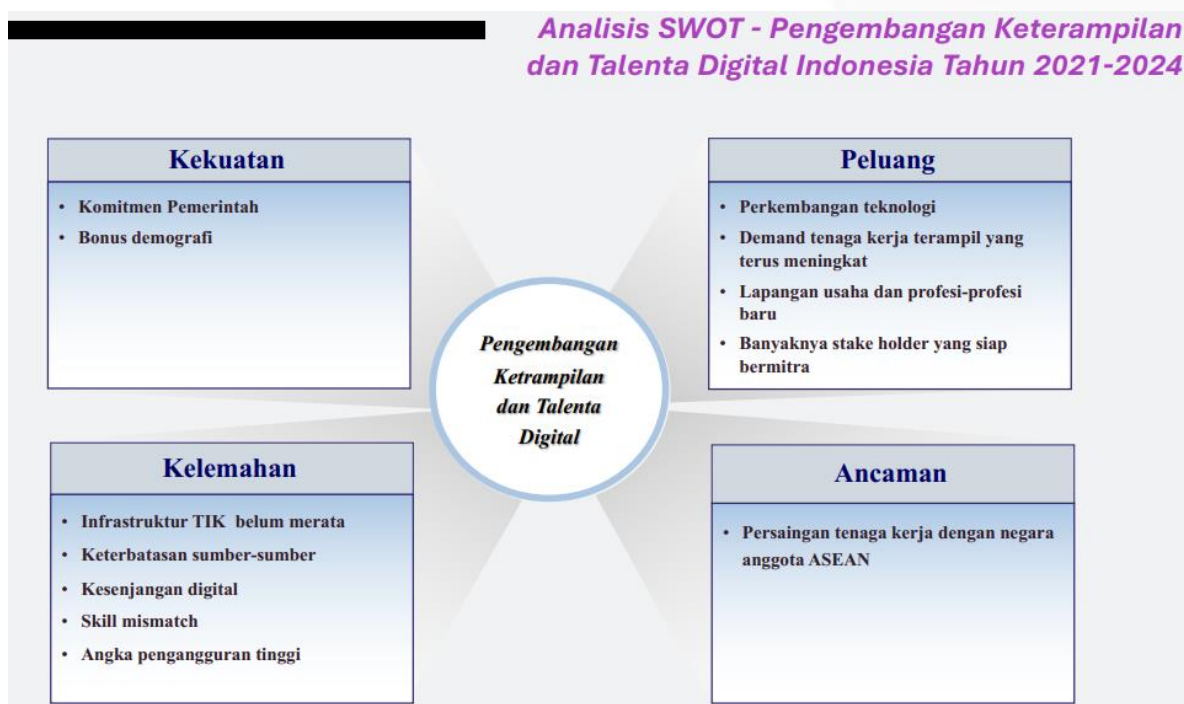 Analisis SWOT - Pengembangan Keterampilan
dan Talenta Digital Indonesia Tahun 2021-2024
Kekuatan
• Komitmen Pemerintah
• Bonus demografi
Peluang
• Perkembangan teknologi
• Demand tenaga kerja terampil yang
terus meningkat
• Lapangan usaha dan profesi-profesi
baru
• Banyaknya stake holder yang siap
bermitra
Pengembangan
Ketrampilan
dan Talenta
Digital
Kelemahan
• Infrastruktur TIK belum merata
• Keterbatasan sumber-sumber
• Kesenjangan digital
• Skill mismatch
• Angka pengangguran tinggi
Ancaman
• Persaingan tenaga kerja dengan negara
anggota ASEAN